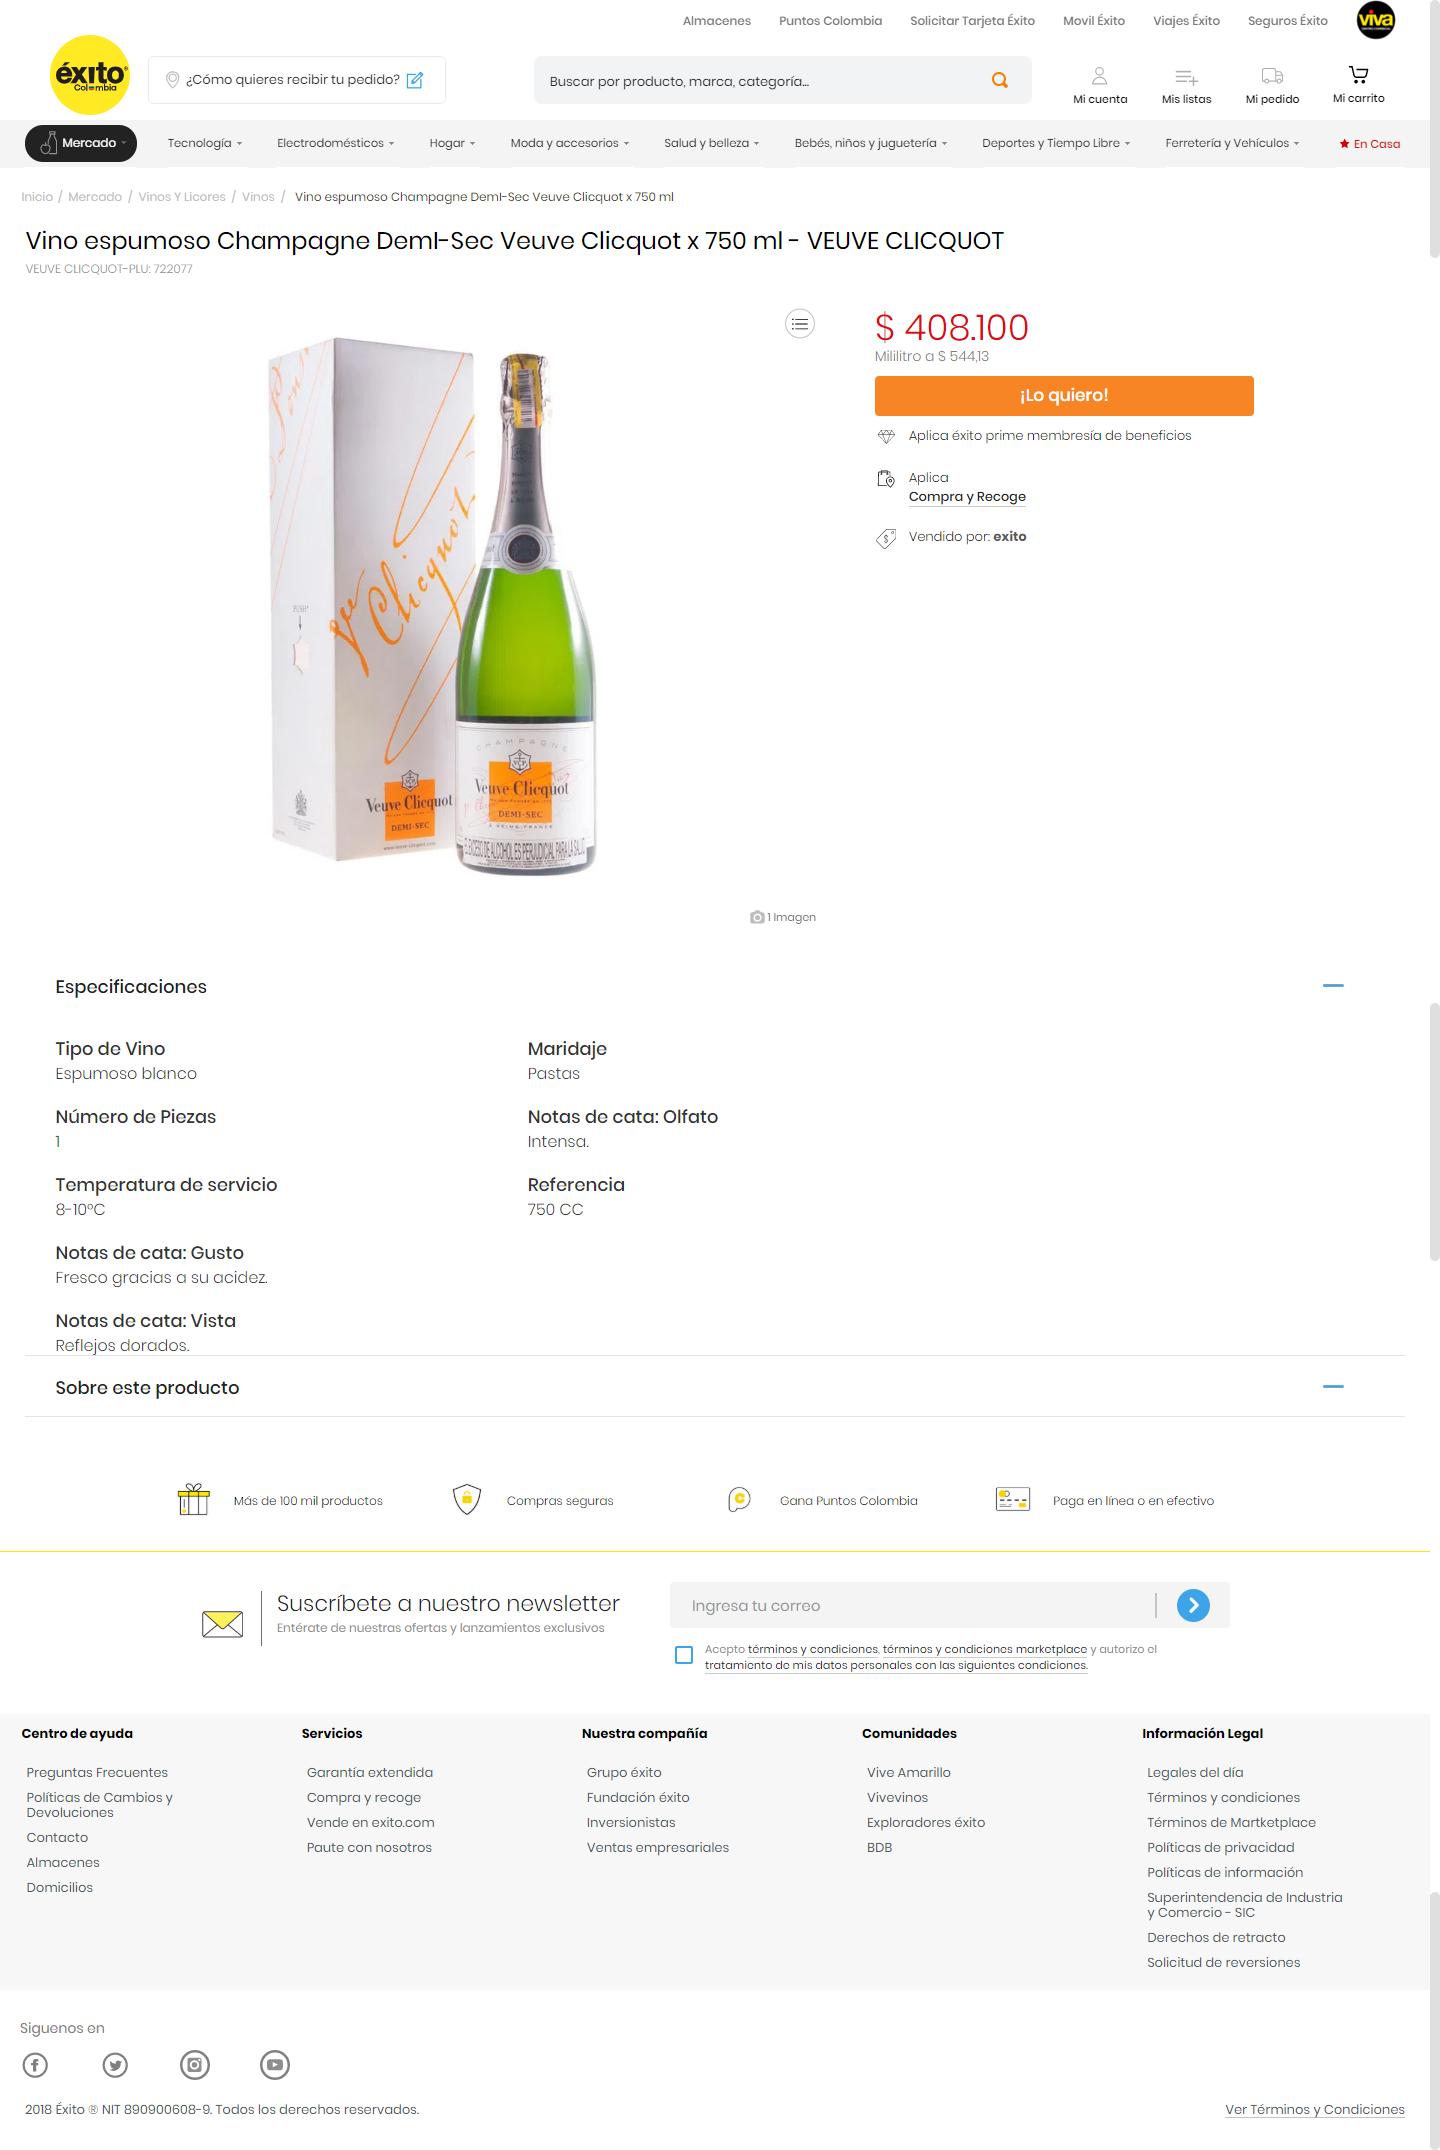 Almacenes Puntos Colombia Solicitar Tarjeta Éxito Movil Éxito Viajes Éxito Seguros Éxito viva
éxito
Colombia
¿Cómo quieres recibir tu pedido?
Buscar por producto, marca, categoría...
Mi cuenta Mis listas Mi pedido Mi carrito
Mercado Tecnología Electrodomésticos Hogar Moda y accesorios Salud y belleza Bebés, niños y juguetería Deportes y Tiempo Libre Ferretería y Vehículos En Casa
Inicio / Mercado / Vinos Y Licores / Vinos / Vino espumoso Champagne DemI-Sec Veuve Clicquot x 750 ml
Vino espumoso Champagne DemI-Sec Veuve Clicquot x 750 ml - VEUVE CLICQUOT
VEUVE CLICQUOT-PLU: 722077
$ 408.100
Mililitro a $ 544,13
¡Lo quiero!
Aplica éxito prime membresía de beneficios
Aplica
Compra y Recoge
Vendido por: exito
V Clicquot
PUSH
Veuve Clicquot
DEMI-SEC
CHAMPAGNE
Veuve Clicquot
DEMI-SEC
A REIMS FRANCE
EL EXCESO DE ALCOHOL ES PERJUDICIAL PARA LA SALUD
1 Imagen
Especificaciones
Tipo de Vino
Espumoso blanco
Maridaje
Pastas
Número de Piezas
1
Notas de cata: Olfato
Intensa.
Temperatura de servicio
8-10°C
Referencia
750 CC
Notas de cata: Gusto
Fresco gracias a su acidez.
Notas de cata: Vista
Reflejos dorados.
Sobre este producto
Más de 100 mil productos
Compras seguras
Gana Puntos Colombia
Paga en línea o en efectivo
Suscríbete a nuestro newsletter
Entérate de nuestras ofertas y lanzamientos exclusivos
Ingresa tu correo
Acepto términos y condiciones, términos y condiciones marketplace y autorizo el
tratamiento de mis datos personales con las siguientes condiciones.
Centro de ayuda
Preguntas Frecuentes
Políticas de Cambios y
Devoluciones
Contacto
Almacenes
Domicilios
Servicios
Garantía extendida
Compra y recoge
Vende en exito.com
Paute con nosotros
Nuestra compañía
Grupo éxito
Fundación éxito
Inversionistas
Ventas empresariales
Comunidades
Vive Amarillo
Vivevinos
Exploradores éxito
BDB
Información Legal
Legales del día
Términos y condiciones
Términos de Martketplace
Políticas de privacidad
Políticas de información
Superintendencia de Industria
y Comercio - SIC
Derechos de retracto
Solicitud de reversiones
Siguenos en
2018 Éxito ® NIT 890900608-9. Todos los derechos reservados.
Ver Términos y Condiciones